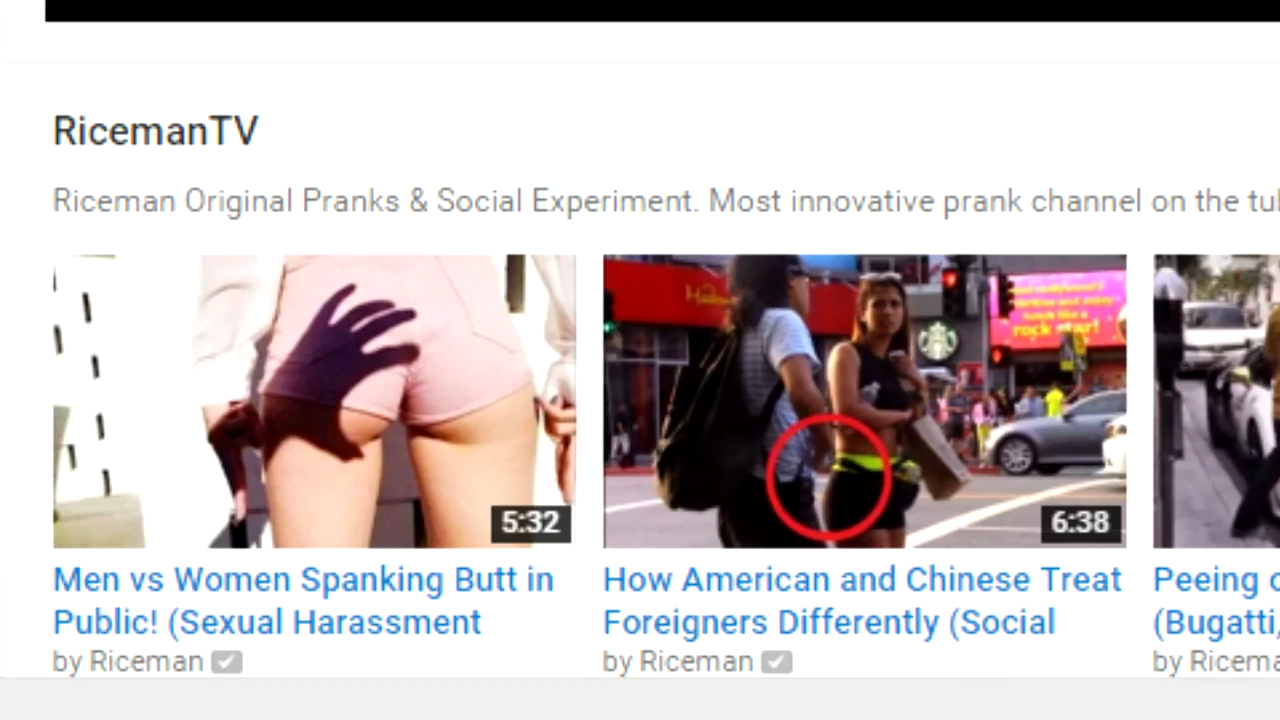 RicemanTV
Riceman Original Pranks & Social Experiment. Most innovative prank channel on the
5:32
6:38
rock star!
Men vs Women Spanking Butt in
Public! (Sexual Harassment
by Riceman
How American and Chinese Treat
Foreigners Differently (Social
by Riceman
Peeing
(Bugatti,
by